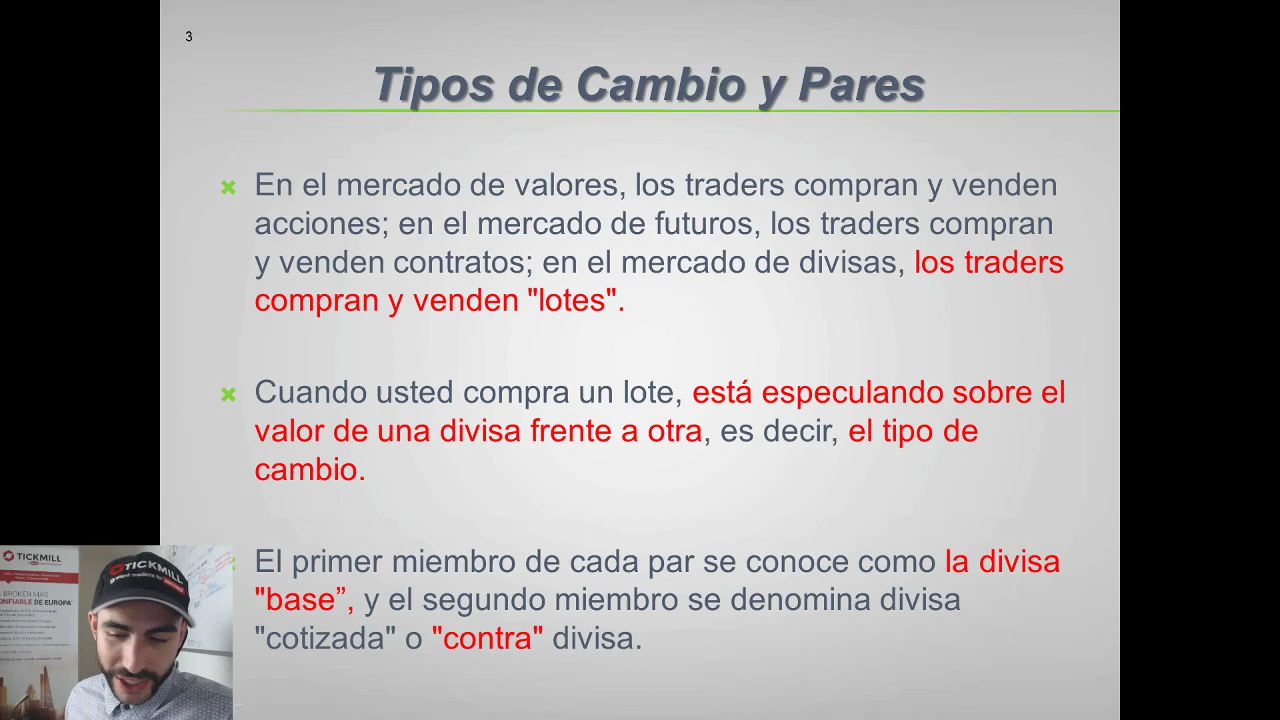 3
Tipos de Cambio y Pares
En el mercado de valores, los traders compran y venden
acciones; en el mercado de futuros, los traders compran
y venden contratos; en el mercado de divisas, los traders
compran y venden "lotes".
Cuando usted compra un lote, está especulando sobre el
valor de una divisa frente a otra, es decir, el tipo de
cambio.
El primer miembro de cada par se conoce como la divisa
"base”, y el segundo miembro se denomina divisa
"cotizada" o "contra" divisa.
TICKMILL
BRÓKER MÁS
ONFIABLE DE EUROPA
TICKMILL